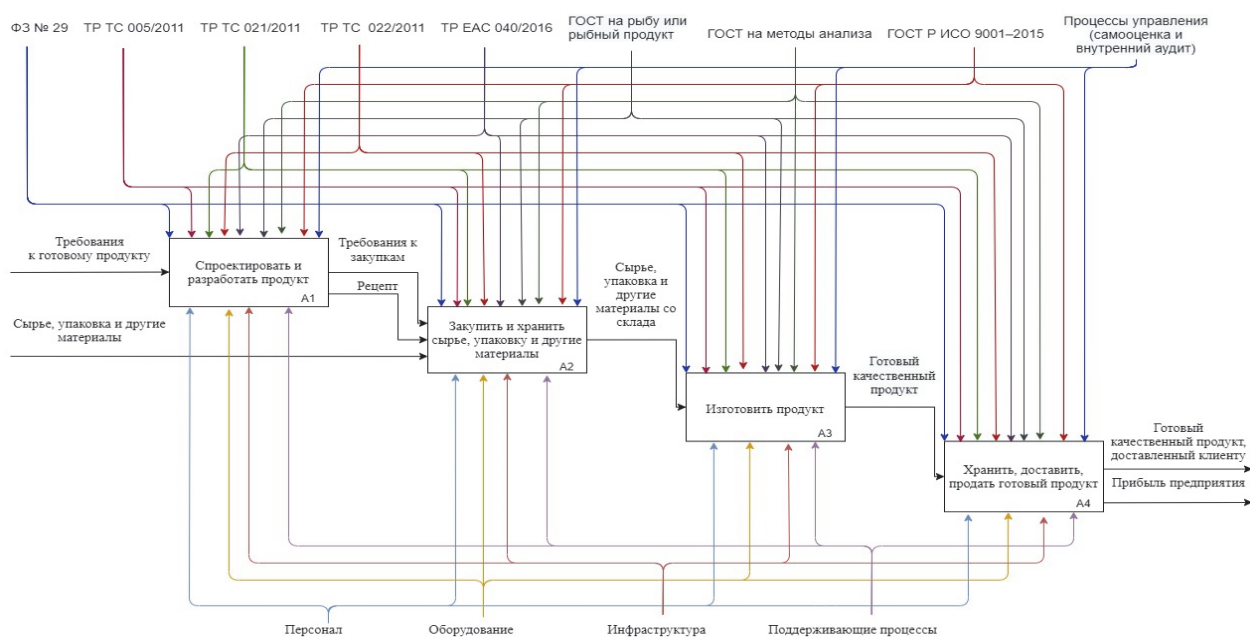 ФЗ № 29
ТР ТС 005/2011
ТР ТС 021/2011
ТР ТС 022/2011
ТР ЕАС 040/2016
ГОСТ на рыбу или
рыбный продукт
ГОСТ на методы анализа
ГОСТ Р ИСО 9001–2015
Процессы управления
(самооценка и
внутренний аудит)
Требования
к готовому продукту
Спроектировать и
разработать продукт
A1
Требования к
закупкам
Рецепт
Сырье, упаковка и другие
материалы
Закупить и хранить
сырье, упаковку и другие
материалы
A2
Сырье,
упаковка и
другие
материалы со
склада
Изготовить продукт
A3
Готовый
качественный
продукт
Хранить, доставить,
продать готовый продукт
A4
Готовый
качественный продукт,
доставленный клиенту
Прибыль предприятия
Персонал
Оборудование
Инфраструктура
Поддерживающие процессы